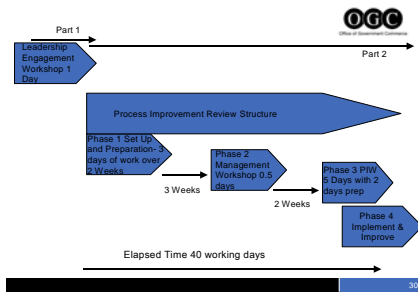 Part 1
OGC
Office of Government Commerce
Leadership
Engagement
Workshop 1
Day
Part 2
Process Improvement Review Structure
Phase 1 Set Up
and Preparation- 3
days of work over
2 Weeks
3 Weeks
Phase 2
Management
Workshop 0.5
days
2 Weeks
Phase 3 PIW
5 Days with 2
days prep
Phase 4
Implement &
Improve
Elapsed Time 40 working days
30